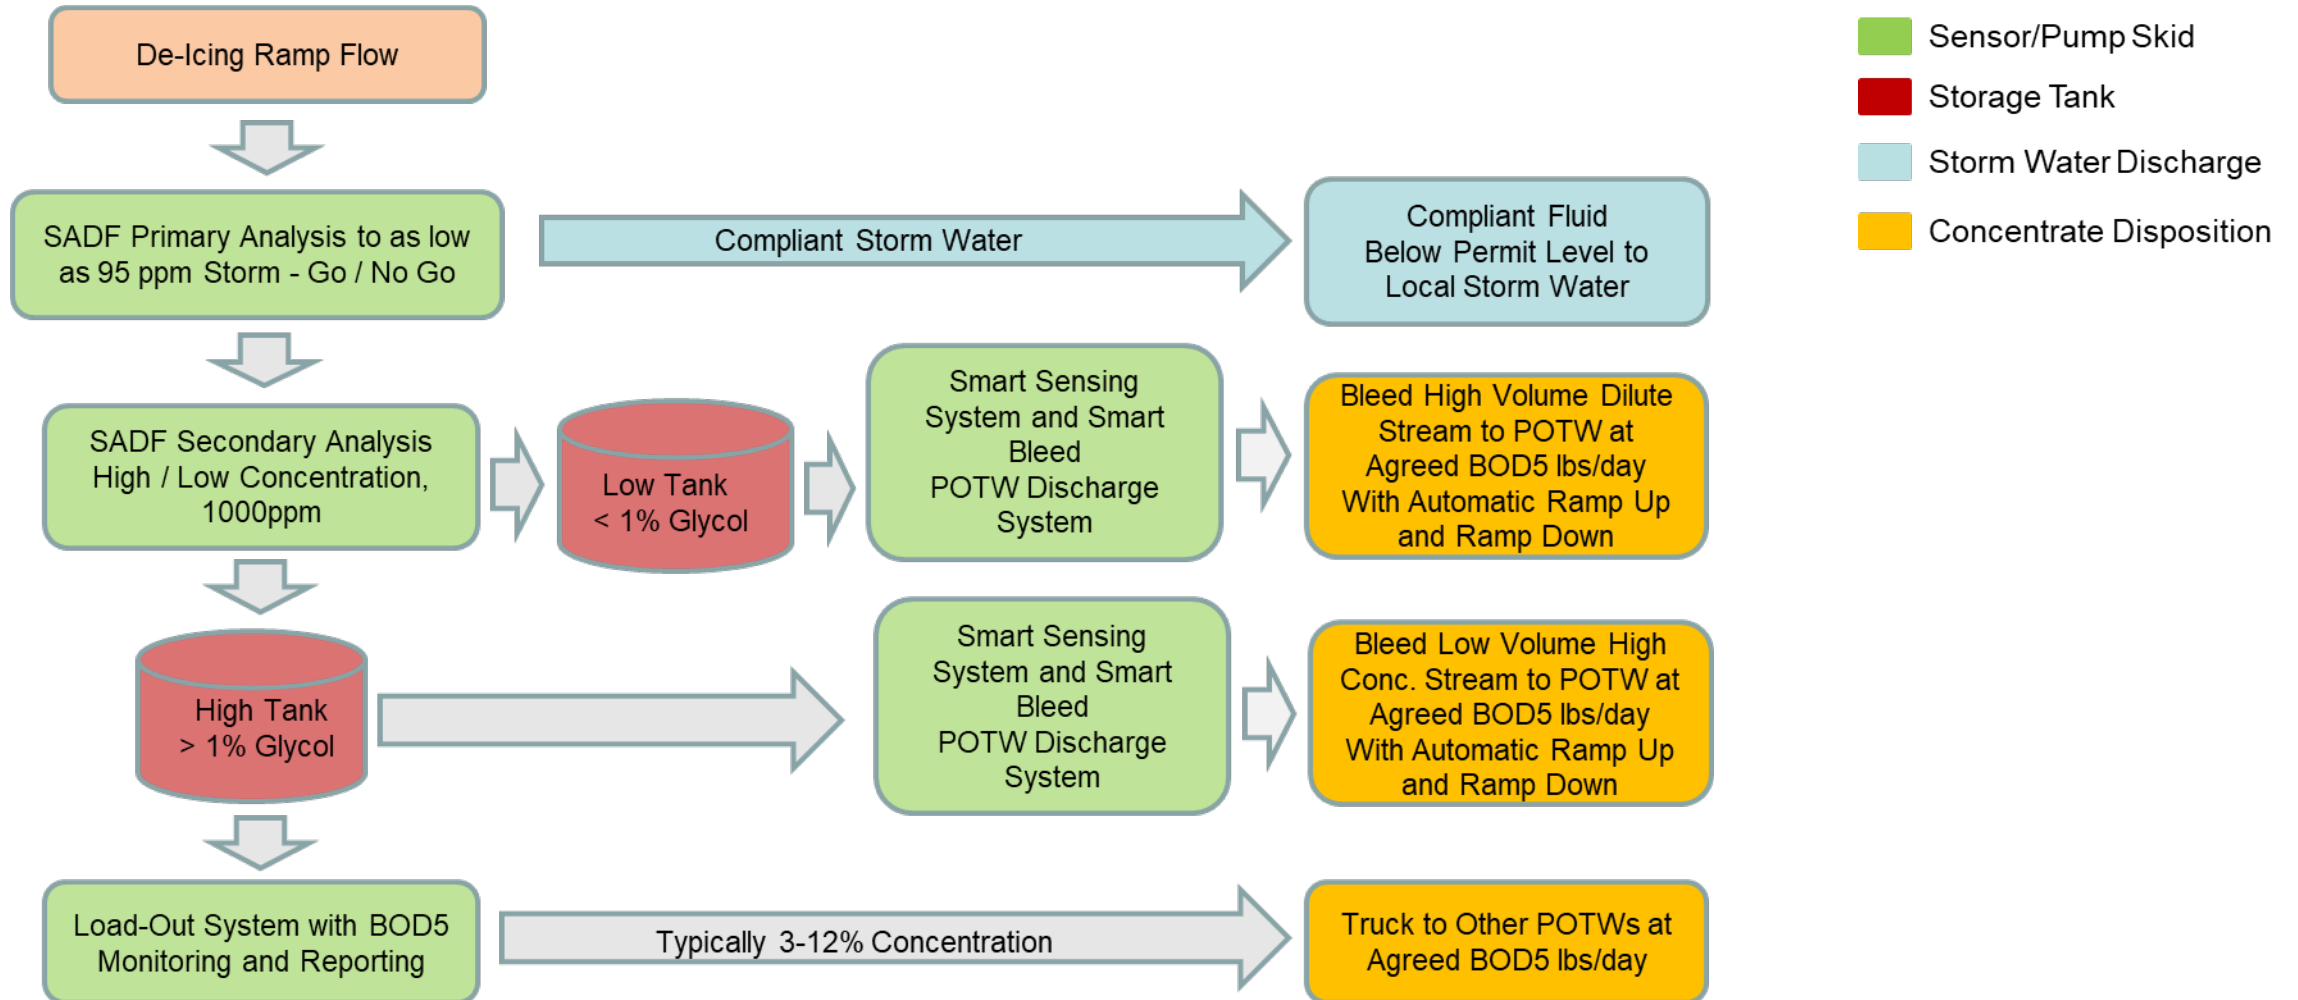 De-Icing Ramp Flow
Sensor/Pump Skid
Storage Tank
Storm Water Discharge
Concentrate Disposition
SADF Primary Analysis to as low
as 95 ppm Storm - Go / No Go
Compliant Storm Water
Compliant Fluid
Below Permit Level to
Local Storm Water
SADF Secondary Analysis
High / Low Concentration,
1000ppm
Low Tank
< 1% Glycol
Smart Sensing
System and Smart
Bleed
POTW Discharge
System
Bleed High Volume Dilute
Stream to POTW at
Agreed BOD5 lbs/day
With Automatic Ramp Up
and Ramp Down
High Tank
> 1% Glycol
Smart Sensing
System and Smart
Bleed
POTW Discharge
System
Bleed Low Volume High
Conc. Stream to POTW at
Agreed BOD5 lbs/day
With Automatic Ramp Up
and Ramp Down
Load-Out System with BOD5
Monitoring and Reporting
Typically 3-12% Concentration
Truck to Other POTWs at
Agreed BOD5 lbs/day